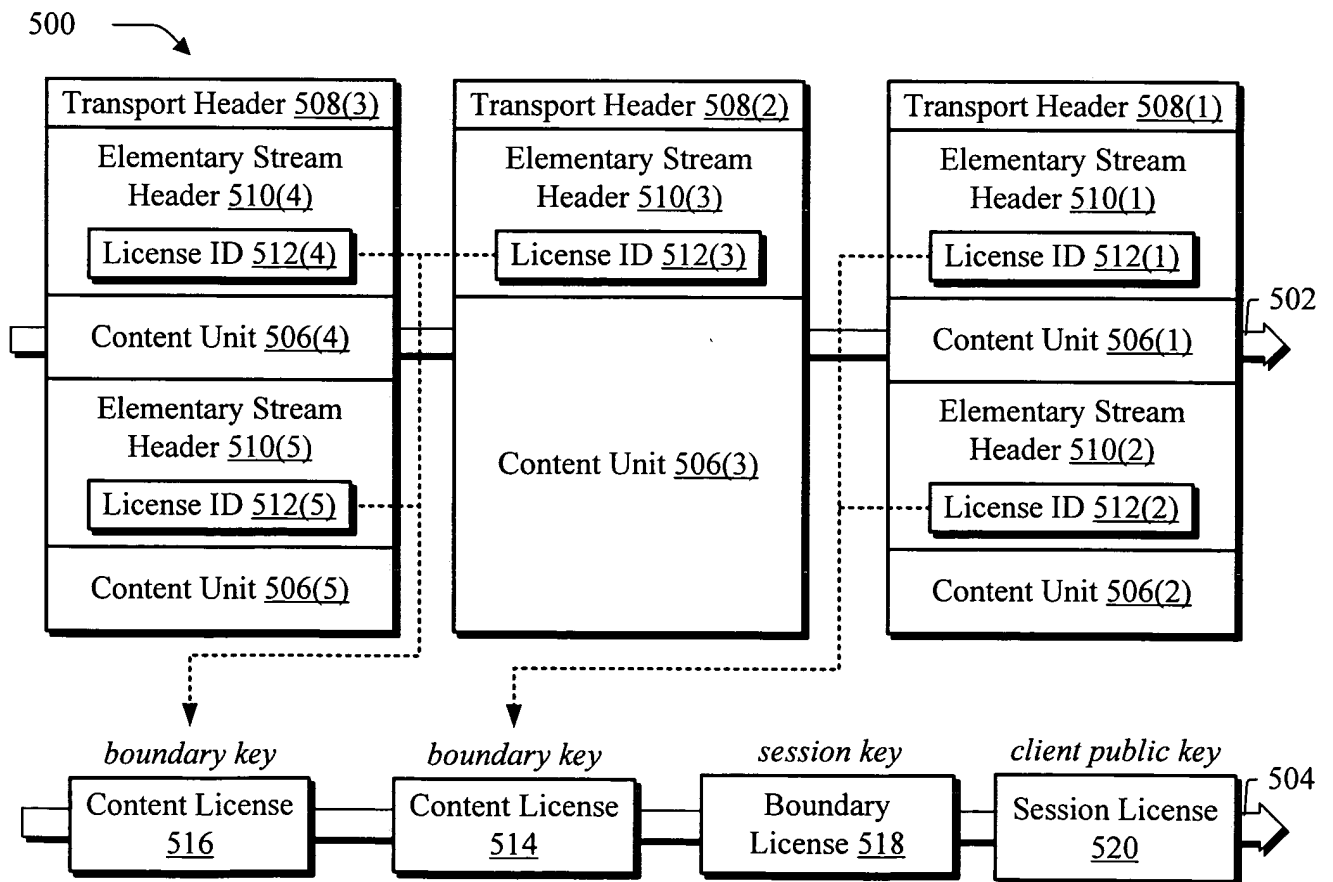 500
Transport Header 508(3)
Elementary Stream
Header 510(4)
License ID 512(4)
Content Unit 506(4)
Elementary Stream
Header 510(5)
License ID 512(5)
Content Unit 506(5)
Transport Header 508(2)
Elementary Stream
Header 510(3)
License ID 512(3)
Content Unit 506(3)
Transport Header 508(1)
Elementary Stream
Header 510(1)
License ID 512(1)
Content Unit 506(1)
Elementary Stream
Header 510(2)
License ID 512(2)
Content Unit 506(2)
502
boundary key
Content License
516
boundary key
Content License
514
session key
Boundary
License 518
client public key
Session License
520
504